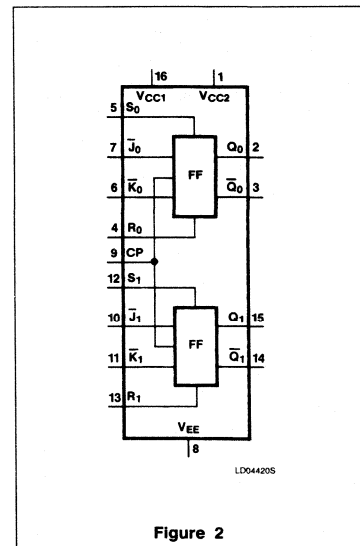 16 1
VCC1 VCC2
5 S0
7 J̅0 Q0 2
FF
6 K̅0 Q̅0 3
4 R0
9 CP
12 S1
10 J̅1 Q1 15
FF
11 K̅1 Q̅1 14
13 R1
VEE
8
LD04420S
Figure 2